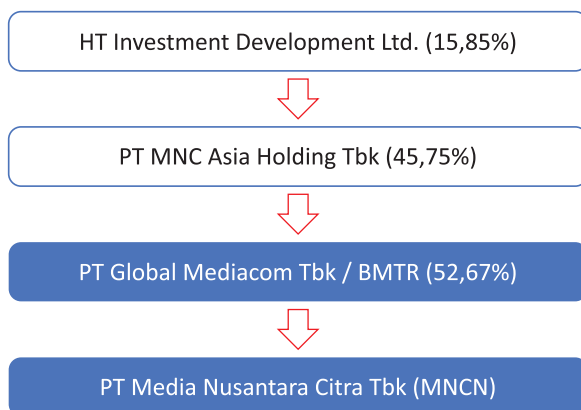 HT Investment Development Ltd. (15,85%)
PT MNC Asia Holding Tbk (45,75%)
PT Global Mediacom Tbk / BMTR (52,67%)
PT Media Nusantara Citra Tbk (MNCN)